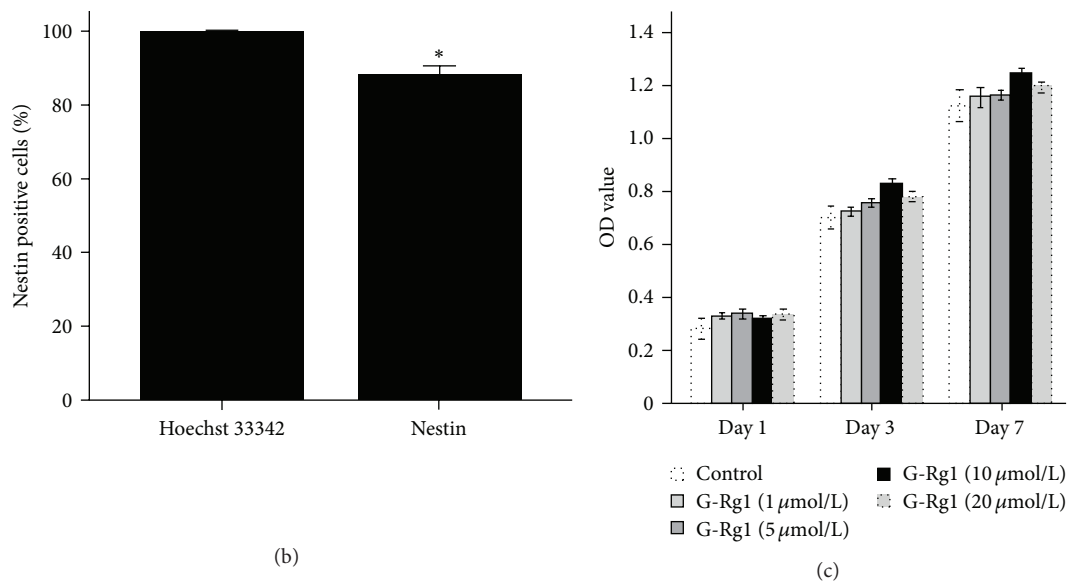 100
80
60
40
20
0
Nestin positive cells (%)
*
Hoechst 33342
Nestin
(b)
1.4
1.2
1.0
0.8
0.6
0.4
0.2
0
OD value
Day 1
Day 3
Day 7
Control
G-Rg1 (1 μmol/L)
G-Rg1 (5 μmol/L)
G-Rg1 (10 μmol/L)
G-Rg1 (20 μmol/L)
(c)